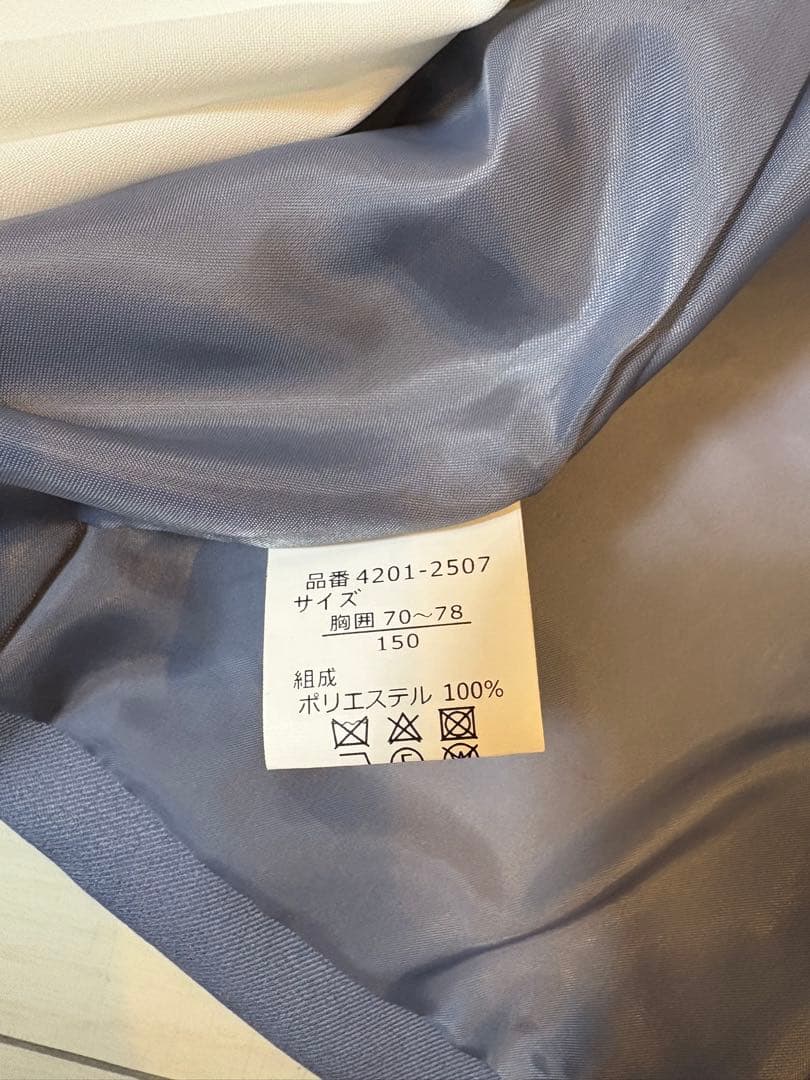 品番 4201-2507
サイズ
胸囲 70～78
150
組成
ポリエステル 100%